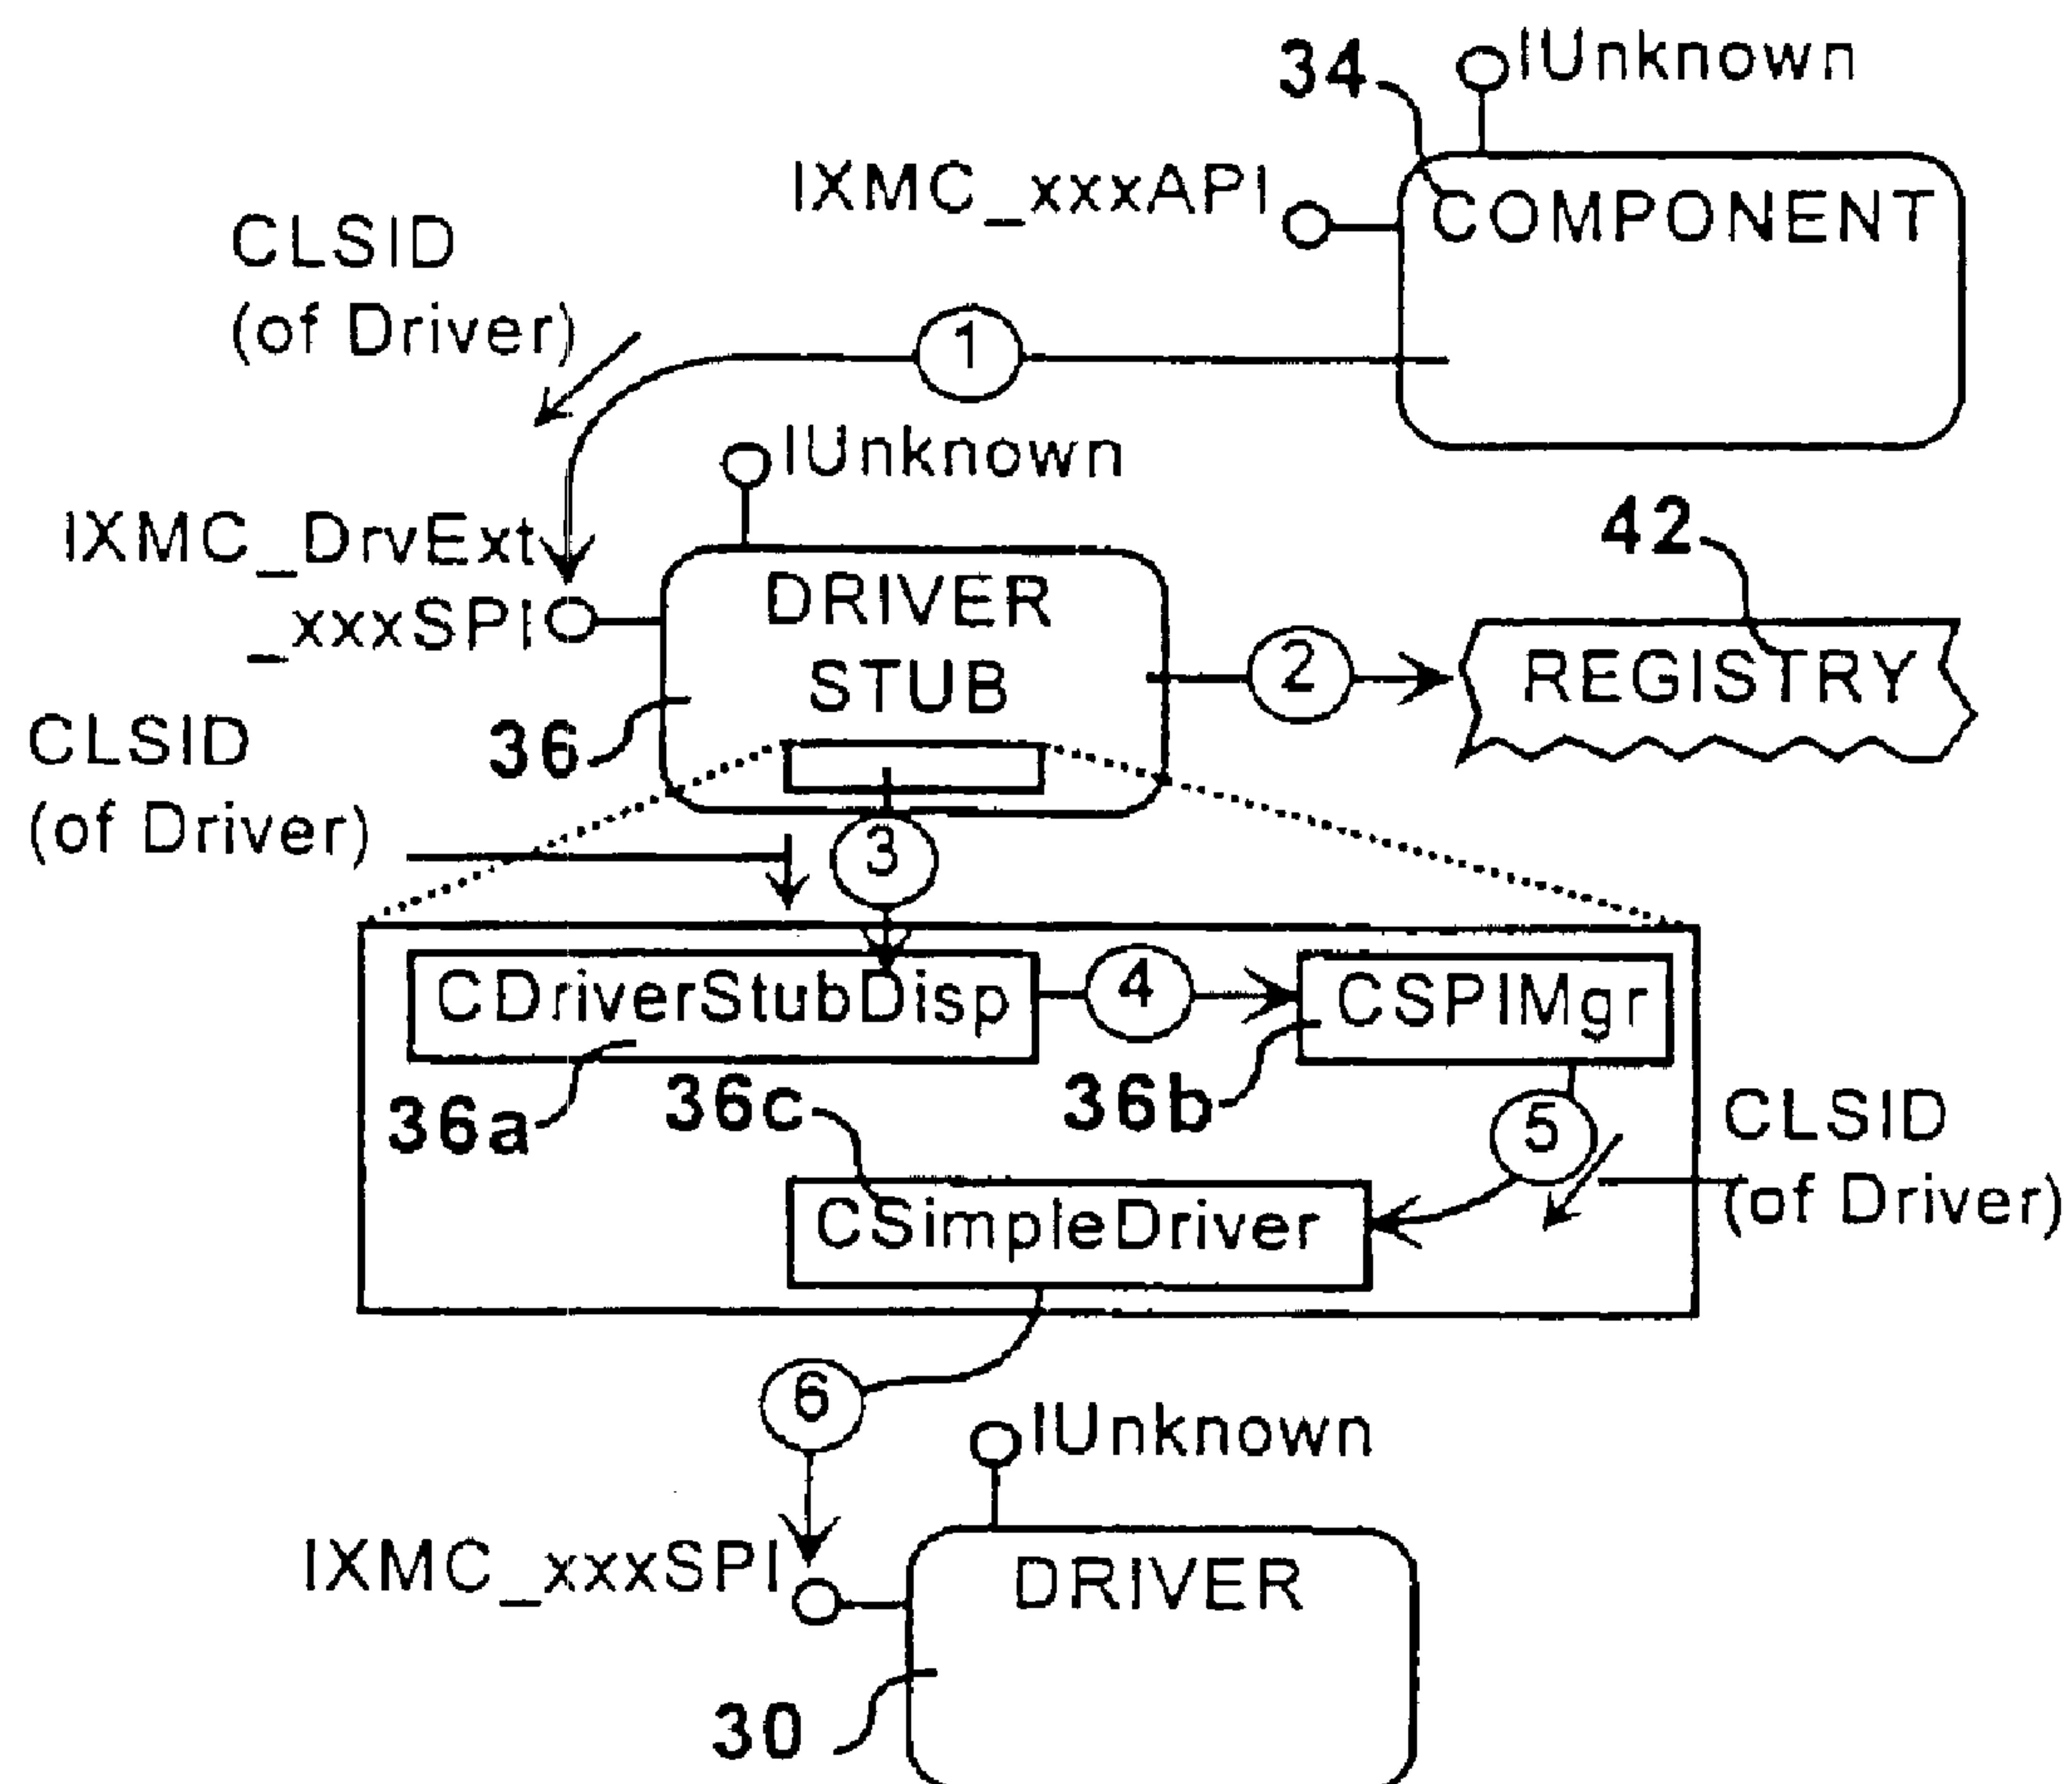 34
IUnknown
IXMC_xxxAPI
COMPONENT
CLSID
(of Driver)
1
IUnknown
IXMC_DrvExt
_xxxSPI
42
DRIVER
STUB
2
REGISTRY
36
CLSID
(of Driver)
3
CDriverStubDisp
4
CSPIMgr
36a
36c
36b
5
CLSID
(of Driver)
CSimpleDriver
6
IUnknown
IXMC_xxxSPI
DRIVER
30